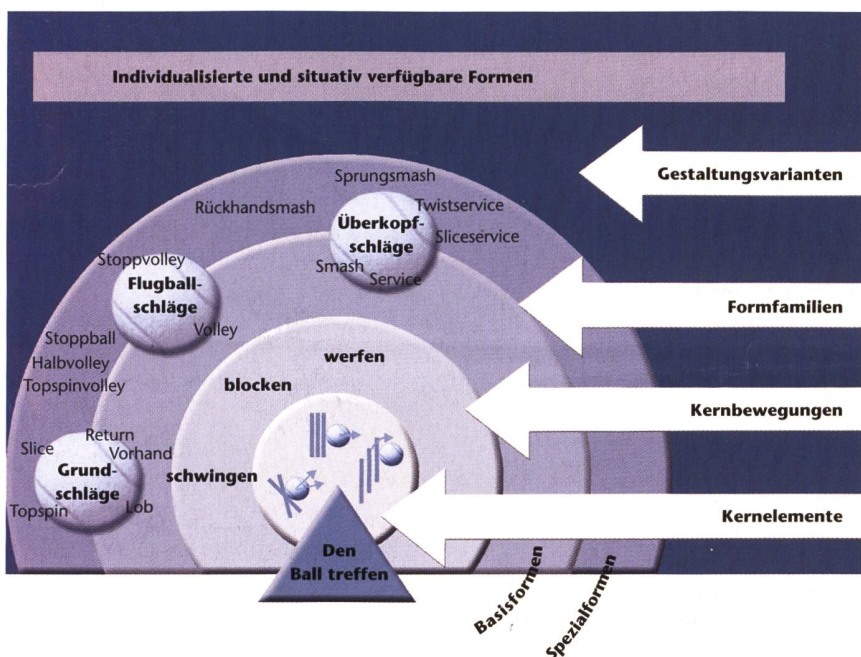 Individualisierte und situativ verfügbare Formen
Gestaltungsvarianten
Sprungsmash
Rückhandsmash
Twistservice
Überkopf-
schläge
Sliceservice
Smash
Service
Stoppvolley
Flugball-
schläge
Volley
Formfamilien
Stoppball
Halbvolley
Topspinvolley
werfen
blocken
Kernbewegungen
Return
Slice
Vorhand
Grund-
schläge
schwingen
Topspin
Lob
Kernelemente
Den
Ball treffen
Basisformen
Spezialformen